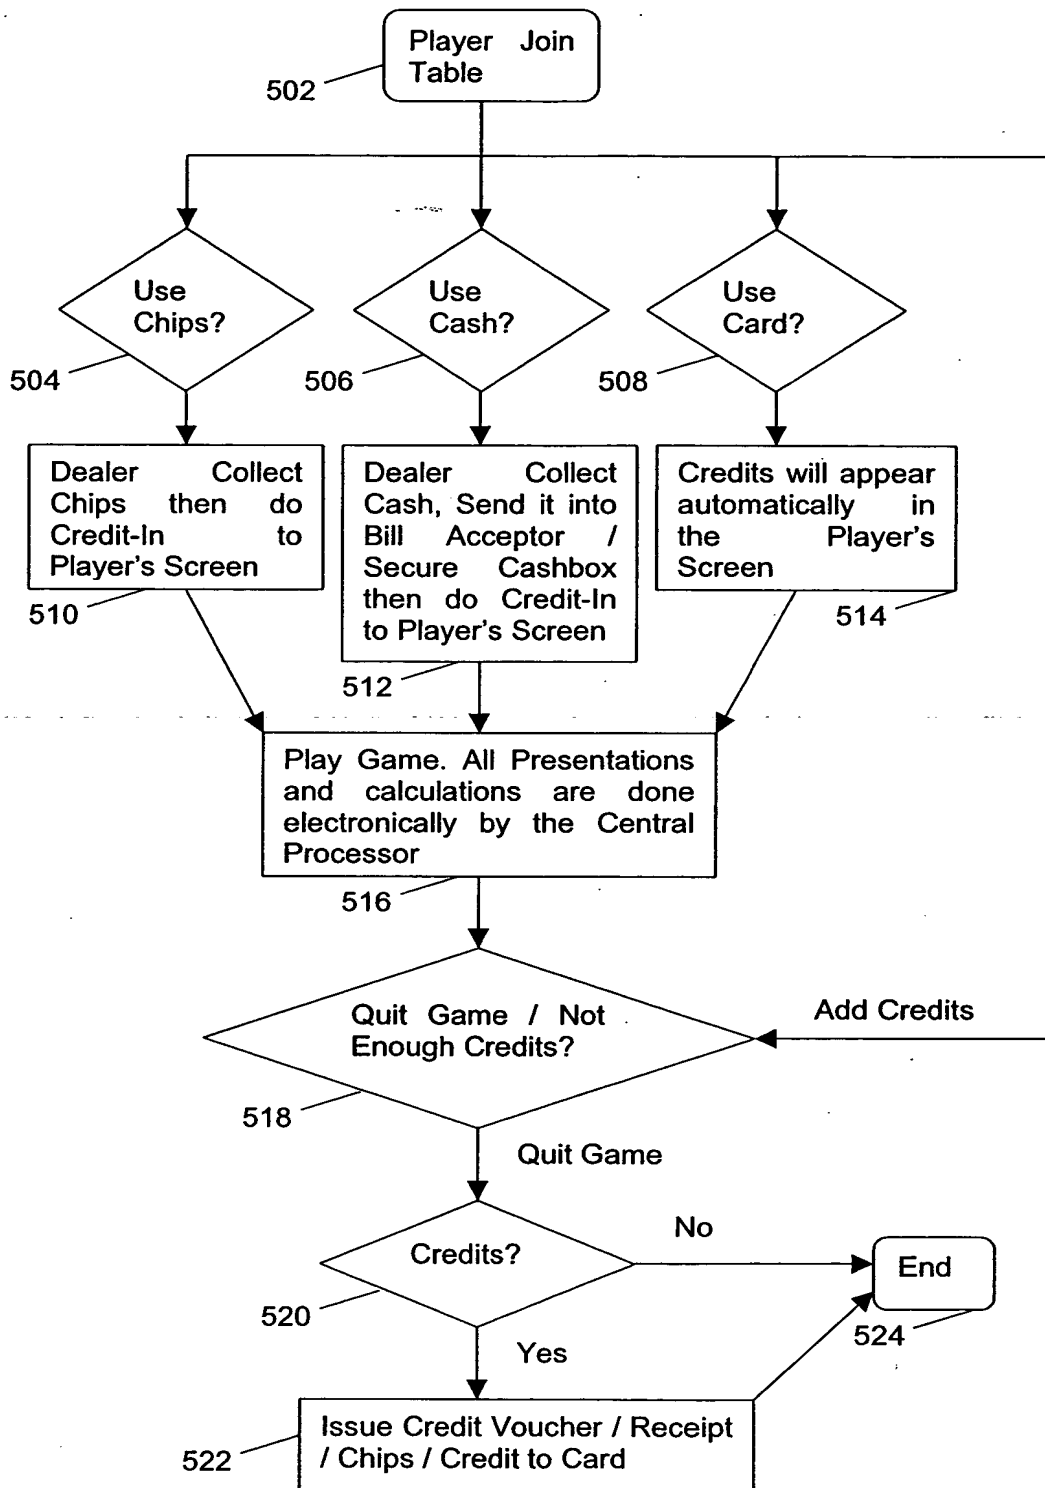 Player Join
Table
502
Use
Chips?
504
Use
Cash?
506
Use
Card?
508
Dealer Collect
Chips then do
Credit-In to
Player's Screen
510
Dealer Collect
Cash, Send it into
Bill Acceptor /
Secure Cashbox
then do Credit-In
to Player's Screen
512
Credits will appear
automatically in
the Player's
Screen
514
Play Game. All Presentations
and calculations are done
electronically by the Central
Processor
516
Quit Game / Not
Enough Credits?
518
Add Credits
Quit Game
Credits?
520
No
End
524
Yes
Issue Credit Voucher / Receipt
/ Chips / Credit to Card
522